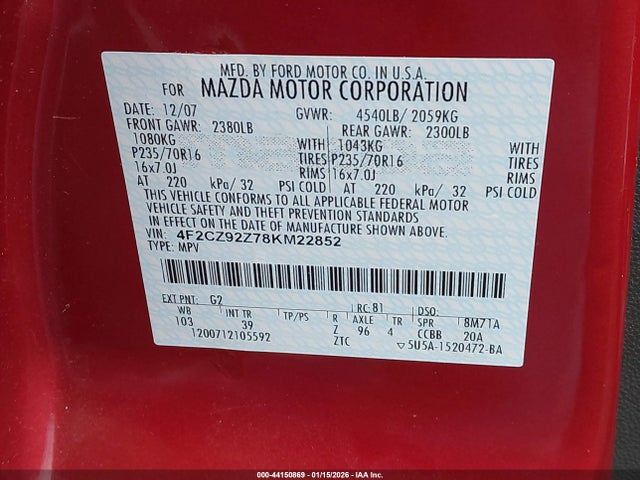 MFD. BY FORD MOTOR CO. IN U.S.A.
FOR MAZDA MOTOR CORPORATION
DATE: 12/07 GVWR: 4540LB/ 2059KG
FRONT GAWR: 2380LB REAR GAWR: 2300LB
1080KG WITH 1043KG WITH
P235/70R16 TIRES P235/70R16 TIRES
16x7.0J RIMS 16x7.0J RIMS
AT 220 kPa/ 32 PSI COLD AT 220 kPa/ 32 PSI COLD
THIS VEHICLE CONFORMS TO ALL APPLICABLE FEDERAL MOTOR
VEHICLE SAFETY AND THEFT PREVENTION STANDARDS
IN EFFECT ON THE DATE OF MANUFACTURE SHOWN ABOVE.
VIN: 4F2CZ92Z78KM22852
TYPE: MPV
EXT PNT: G2 RC: 81 DSO:
WB INT TR TP/PS R AXLE TR SPR 8M71A
103 39 Z 96 4 CCBB 20A
1200712105592 ZTC ▽5U5A-1520472-BA
000-44150869 - 01/15/2026 - IAA Inc.